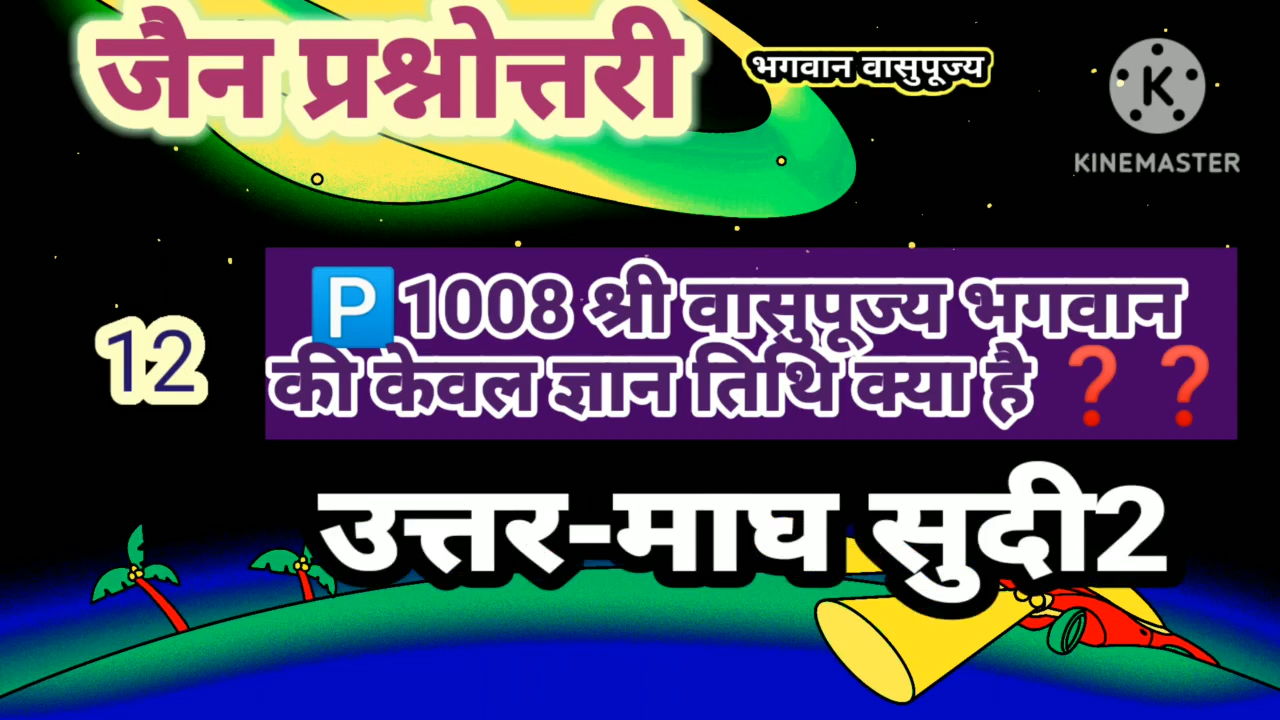 जैन प्रश्नोत्तरी
भगवान वासुपूज्य
K
KINEMASTER
12
🅿️1008 श्री वासुपूज्य भगवान
की केवल ज्ञान तिथि क्या है ❓ ❓
उत्तर-माघ सुदी2